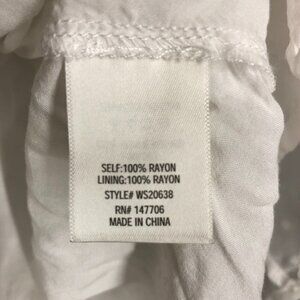 SELF:100% RAYON
LINING:100% RAYON
STYLE# WS20638
RN# 147706
MADE IN CHINA